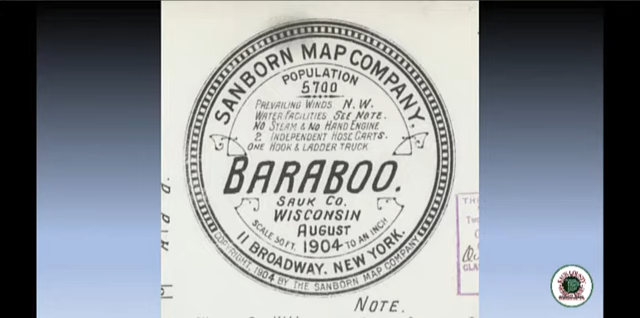 SANBORN MAP COMPANY.
POPULATION
5700
PREVAILING WINDS N.W.
WATER FACILITIES SEE NOTE.
NO STEAM & NO HAND ENGINE
2 INDEPENDENT HOSE CARTS.
ONE HOOK & LADDER TRUCK
BARABOO.
SAUK CO.
WISCONSIN
AUGUST
1904
SCALE 50 FT. TO AN INCH
11 BROADWAY. NEW YORK.
COPYRIGHT, 1904 BY THE SANBORN MAP COMPANY
NOTE.